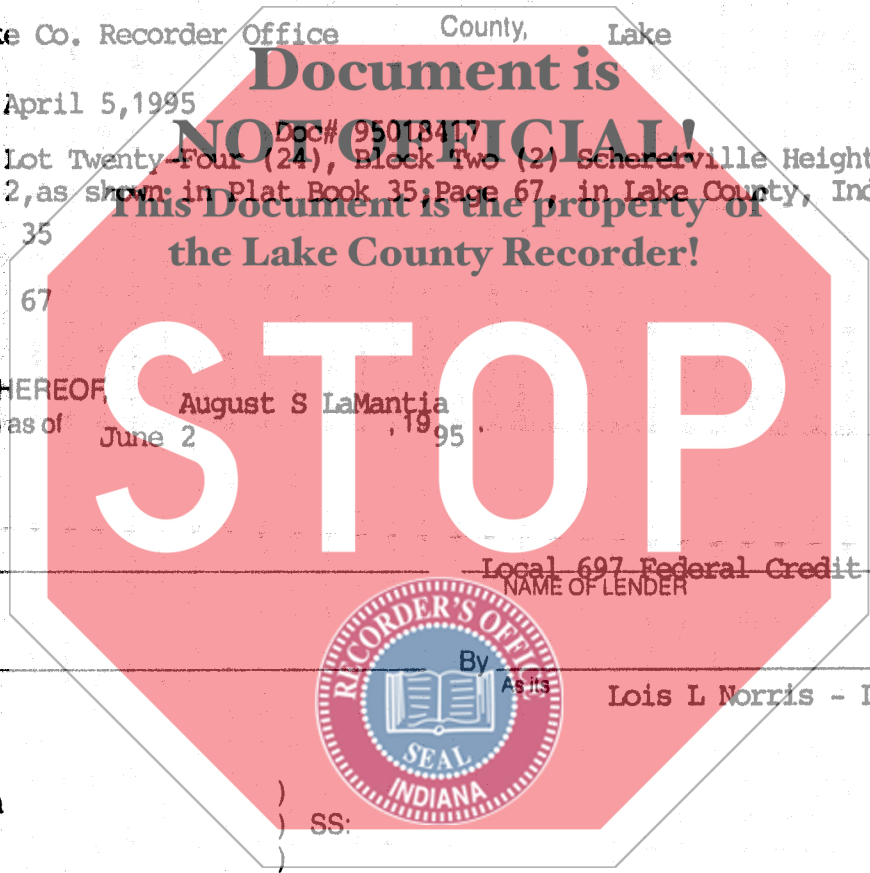 e Co. Recorder Office County, Lake
Document is
April 5,1995
NOT OFFICIAL!
Doc# 95018417
Lot Twenty-Four (24), Block Two (2) Schererville Height
2,as shown in Plat Book 35,Page 67, in Lake County, Ind
This Document is the property of
35
the Lake County Recorder!
67
STOP
HEREOF,
August S LaMantia
as of June 2 , 19 95 .
Local 697 Federal Credit
NAME OF LENDER
RECORDER'S OFFICE
By
As its
Lois L Norris -
SEAL
INDIANA
)
) SS:
)